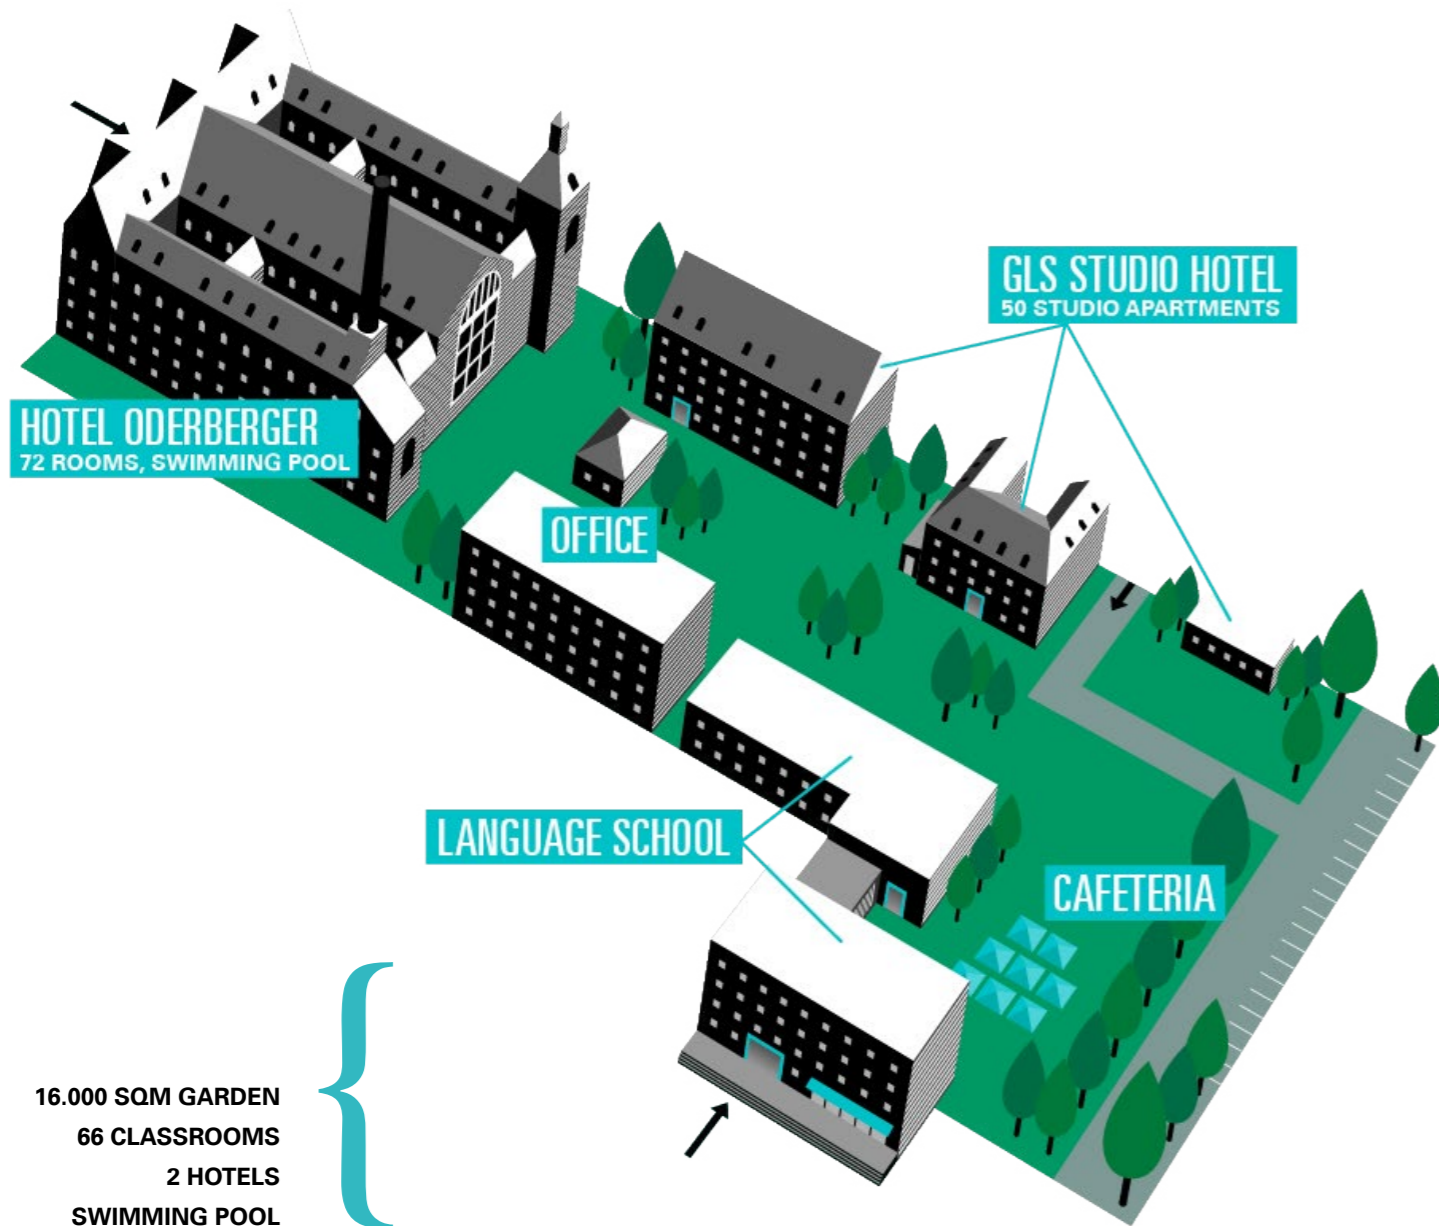 GLS STUDIO HOTEL
50 STUDIO APARTMENTS
HOTEL ODERBERGER
72 ROOMS, SWIMMING POOL
OFFICE
LANGUAGE SCHOOL
CAFETERIA
16.000 SQM GARDEN
66 CLASSROOMS
2 HOTELS
SWIMMING POOL